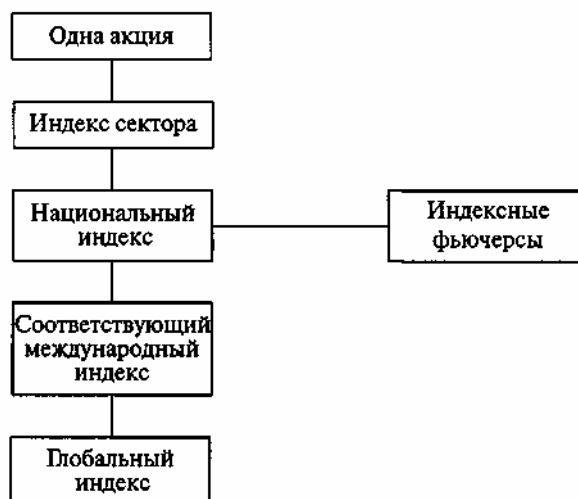 Одна акция
Индекс сектора
Национальный
индекс
Индексные
фьючерсы
Соответствующий
международный
индекс
Глобальный
индекс